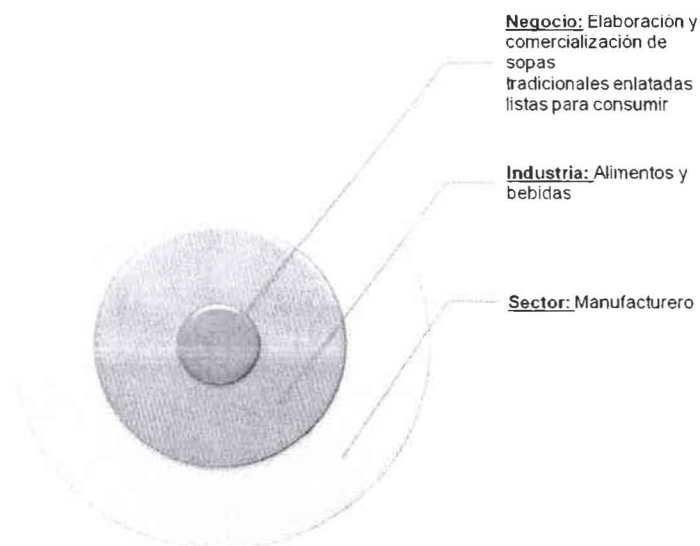 Negocio: Elaboración y
comercialización de
sopas
tradicionales enlatadas
listas para consumir
Industria: Alimentos y
bebidas
Sector: Manufacturero